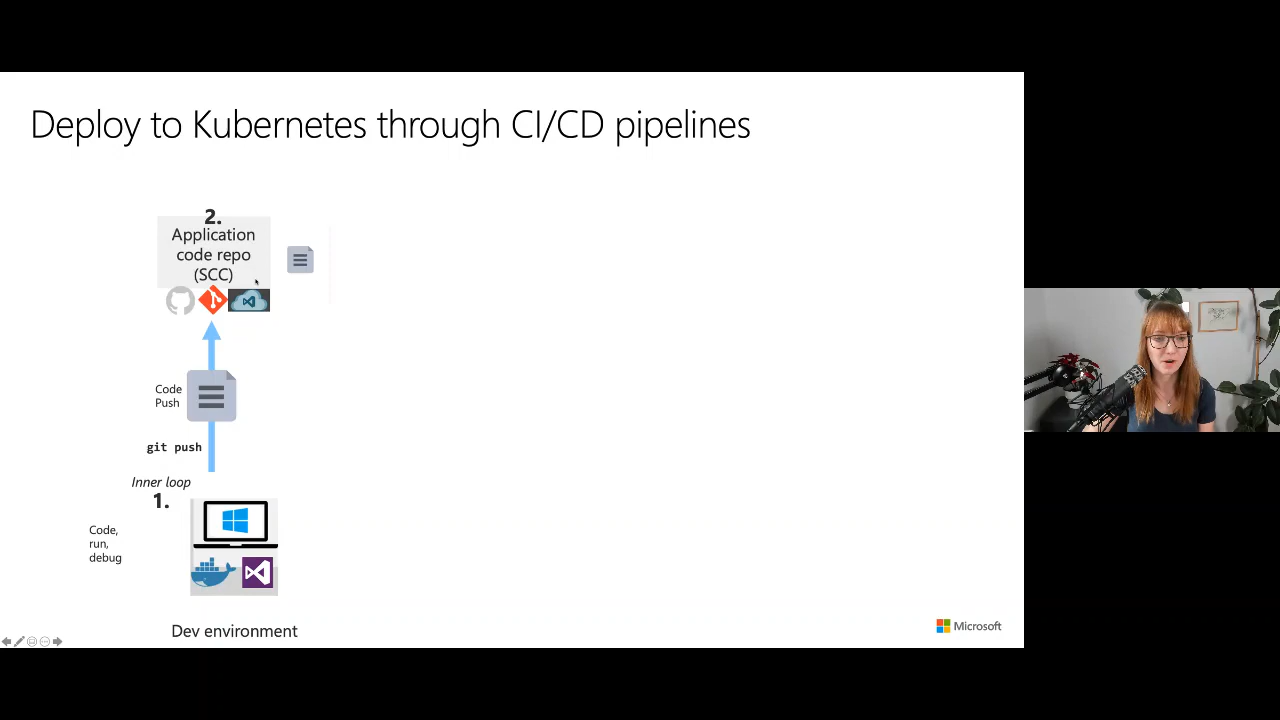 Deploy to Kubernetes through CI/CD pipelines
2.
Application
code repo
(SCC)
Code
Push
git push
Inner loop
1.
Code,
run,
debug
Dev environment
Microsoft